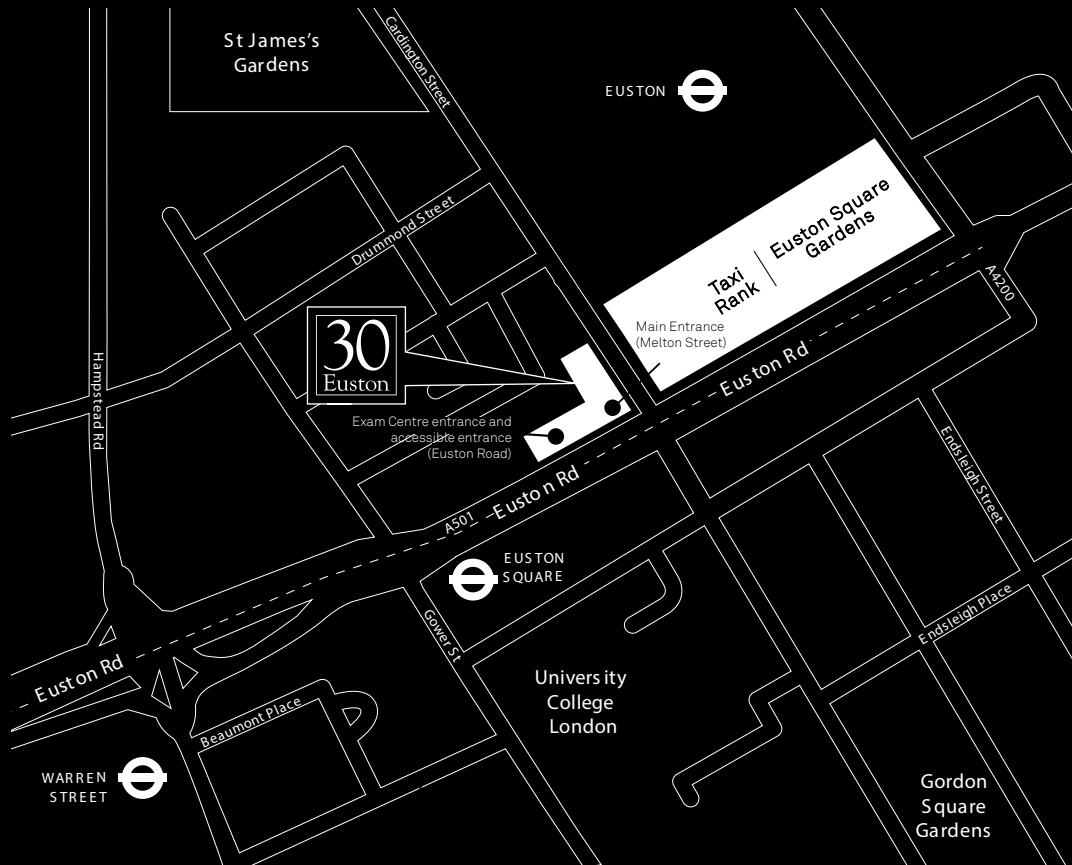 St James's
Gardens
Cardington Street
EUSTON
Drummond Street
Euston Square
Gardens
Taxi
Rank
A4200
30
Euston
Main Entrance
(Melton Street)
Hampstead Rd
Euston Rd
Exam Centre entrance and
accessible entrance
(Euston Road)
Endsleigh Street
Euston Rd
A501
EUSTON
SQUARE
Gower St
Endsleigh Place
Euston Rd
University
College
London
Beaumont Place
WARREN
STREET
Gordon
Square
Gardens